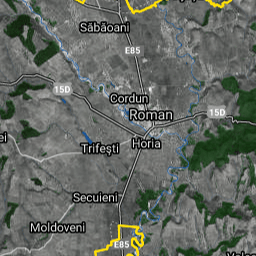 Săbăoani
E85
15D
Cordun
Roman
15D
Horia
Trifești
Secuieni
Moldoveni
E85